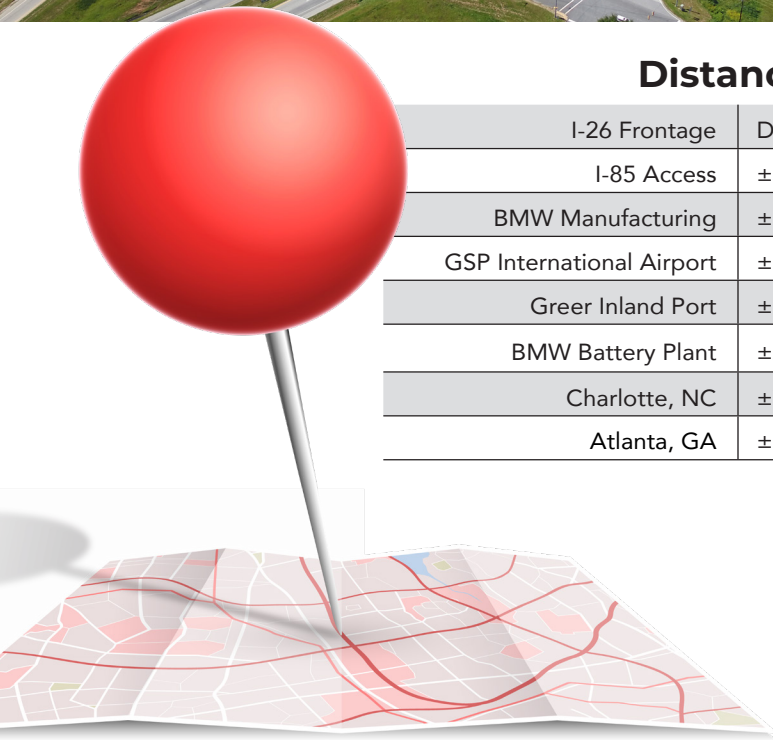 Distanc
I-26 Frontage D
I-85 Access ±
BMW Manufacturing ±
GSP International Airport ±
Greer Inland Port ±
BMW Battery Plant ±
Charlotte, NC ±
Atlanta, GA ±